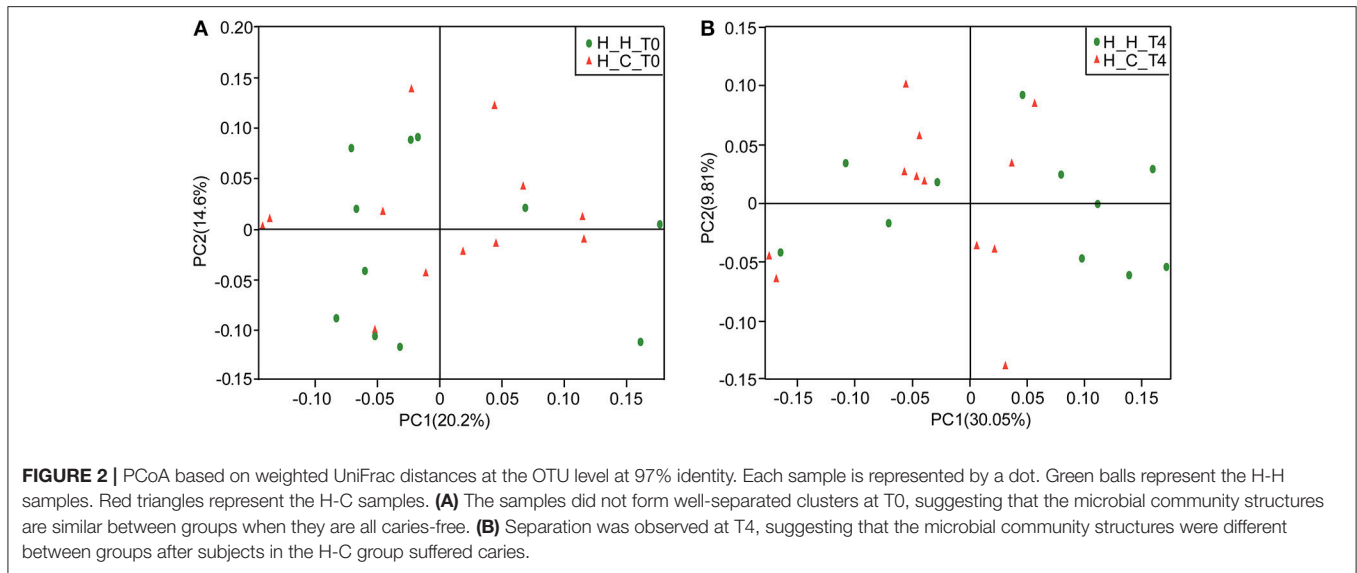 A
H_H_T0
H_C_T0
0.20
0.15
0.10
0.05
0
-0.05
-0.10
-0.15
PC2(14.6%)
-0.10 -0.05 0 0.05 0.10 0.15
PC1(20.2%)
B
H_H_T4
H_C_T4
0.15
0.10
0.05
0
-0.05
-0.10
-0.15
PC2(9.81%)
-0.15 -0.10 -0.05 0 0.05 0.10 0.15
PC1(30.05%)
FIGURE 2 | PCoA based on weighted UniFrac distances at the OTU level at 97% identity. Each sample is represented by a dot. Green balls represent the H-H
samples. Red triangles represent the H-C samples. (A) The samples did not form well-separated clusters at T0, suggesting that the microbial community structures
are similar between groups when they are all caries-free. (B) Separation was observed at T4, suggesting that the microbial community structures were different
between groups after subjects in the H-C group suffered caries.